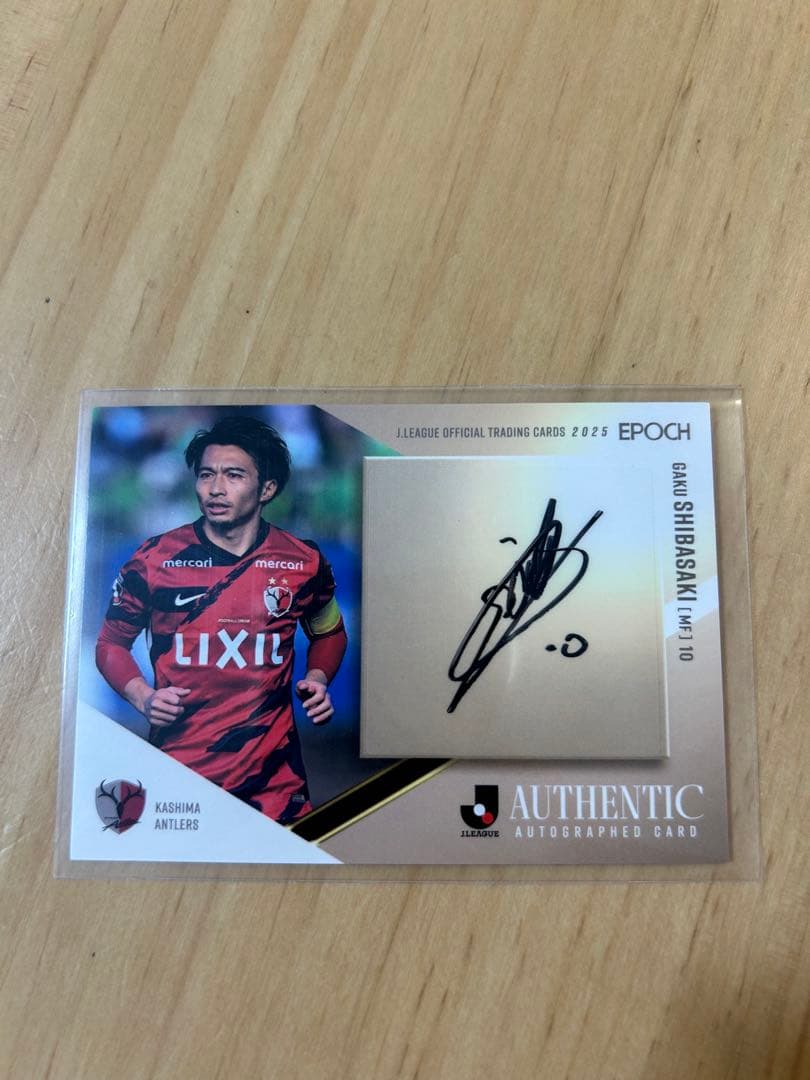 J.LEAGUE OFFICIAL TRADING CARDS 2025 EPOCH
GAKU SHIBASAKI [MF] 10
mercari mercari
LIXIL
KASHIMA
ANTLERS
J.LEAGUE
AUTHENTIC
AUTOGRAPHED CARD